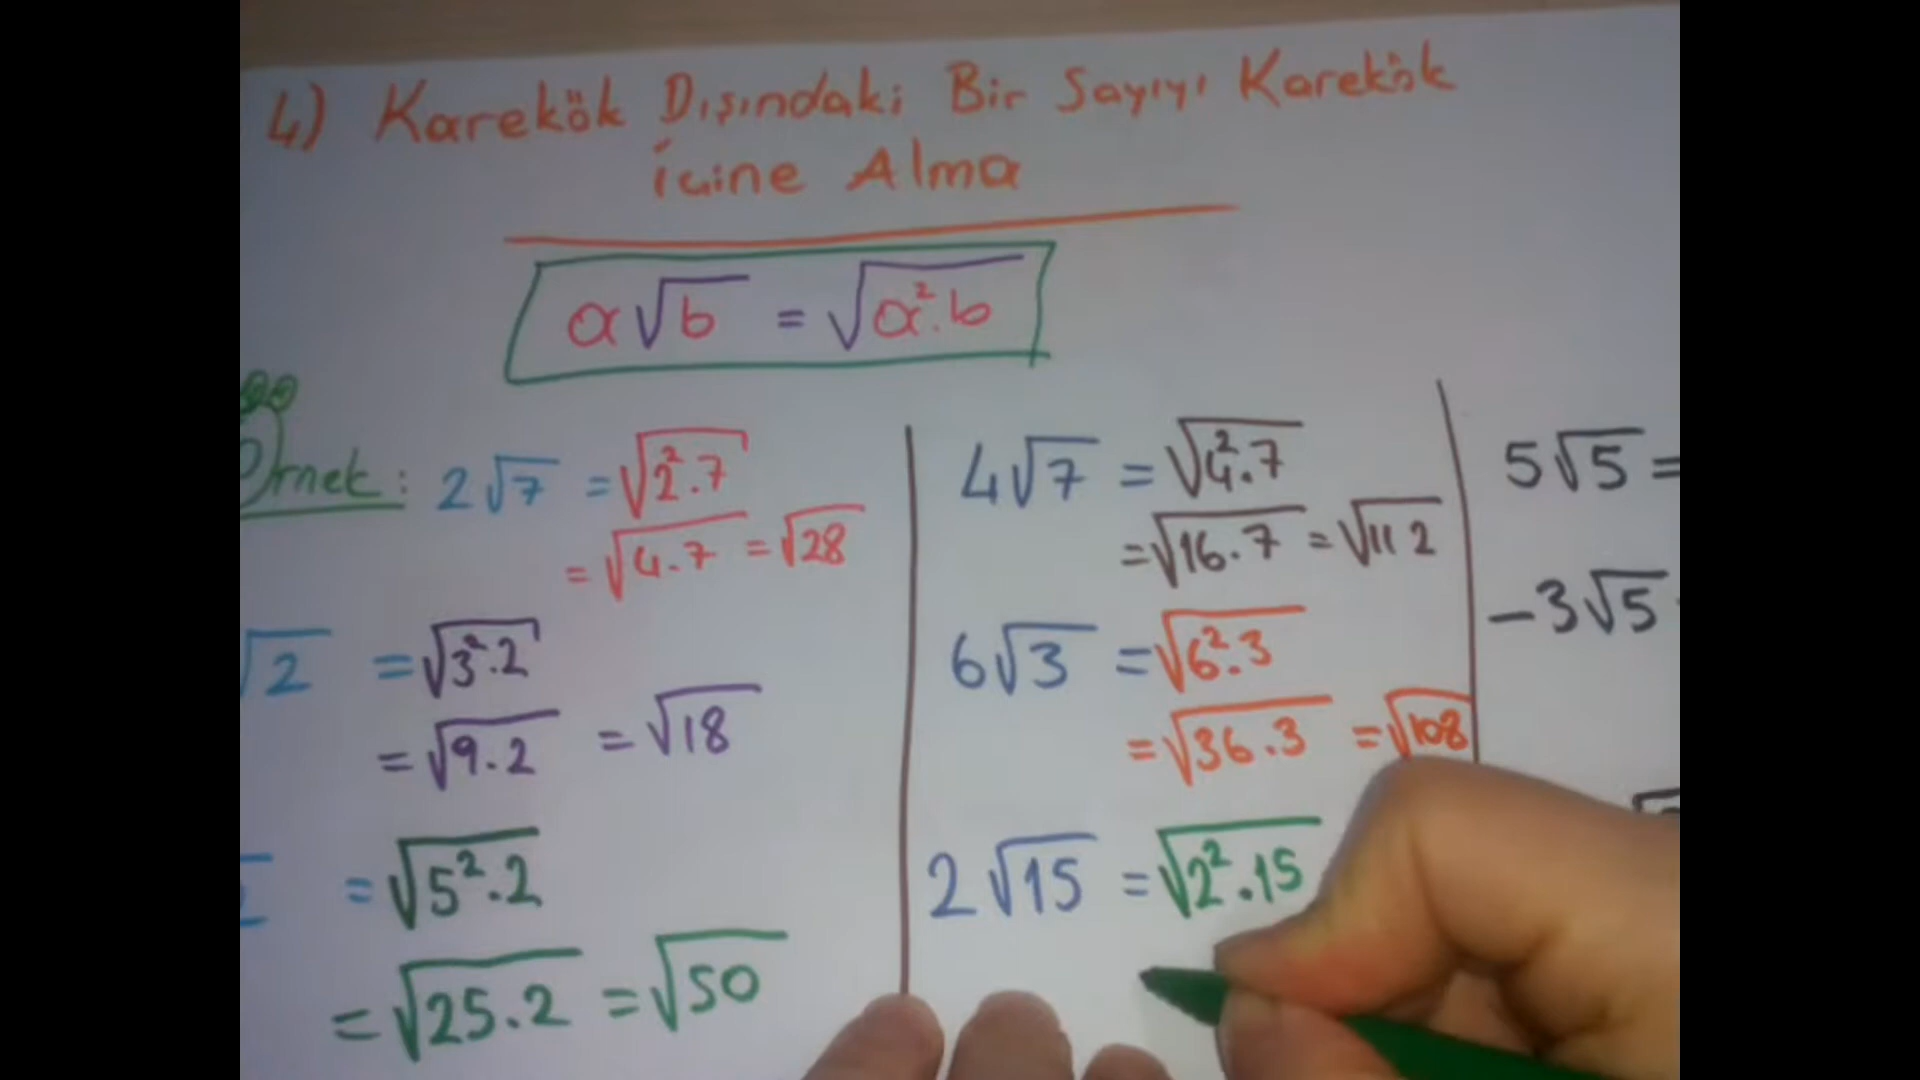 4) Karekök Dışındaki Bir Sayıyı Karekök
İçine Alma
a√b = √a².b
Örnek: 2√7 = √2².7
= √4.7 = √28
√2 = √3².2
= √9.2 = √18
= √5².2
= √25.2 = √50
4√7 = √4².7
= √16.7 = √112
6√3 = √6².3
= √36.3 = √108
2√15 = √2².15
5√5 =
-3√5